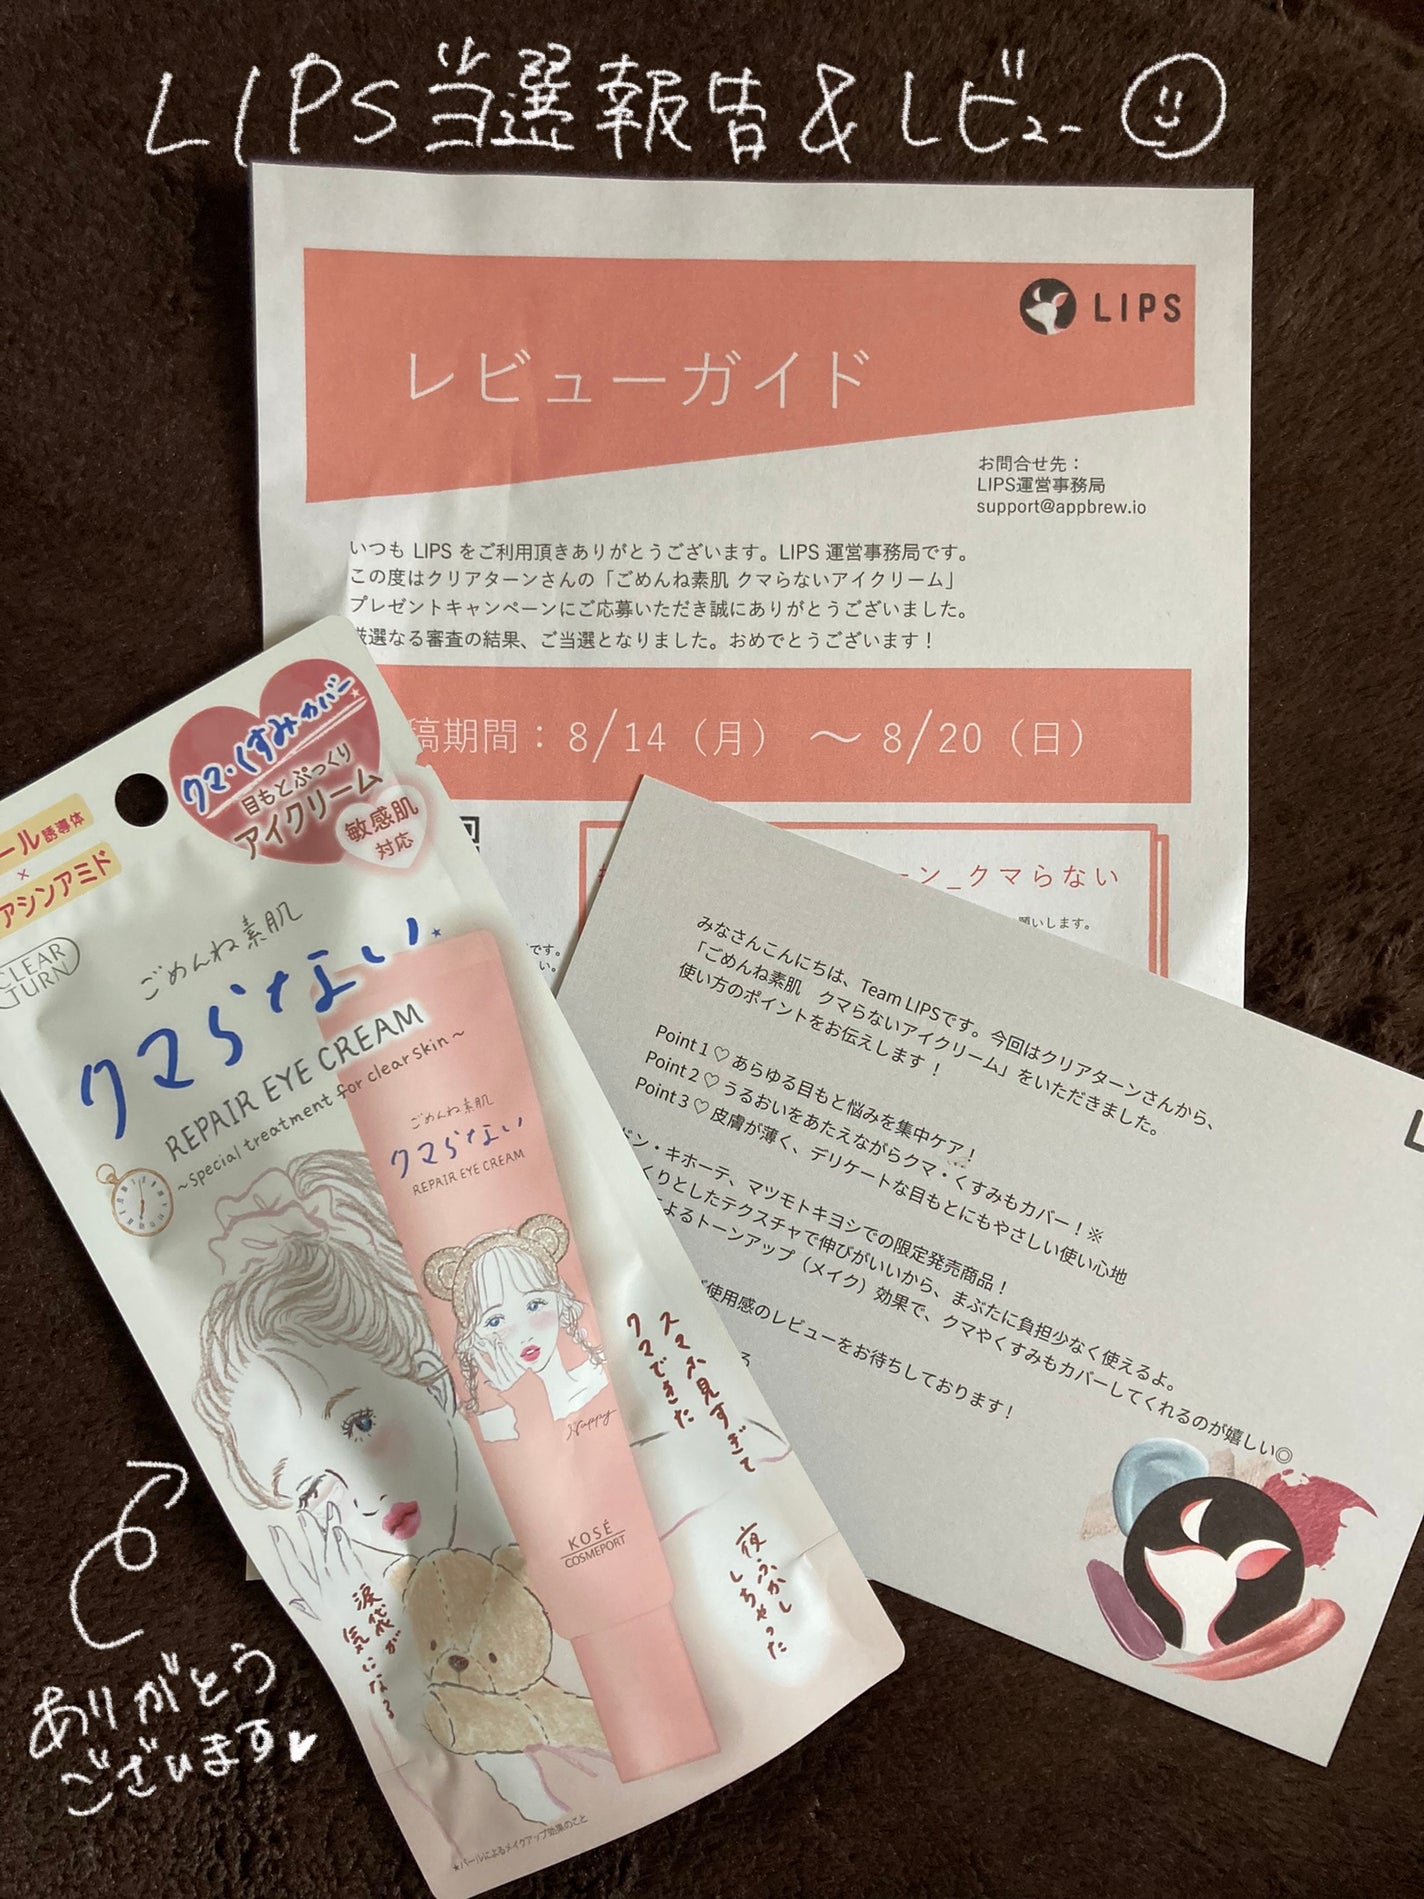 LIPS当選報告&レビュー
LIPS
レビューガイド
お問合せ先：
LIPS運営事務局
support@appbrew.io
いつも LIPS をご利用頂きありがとうございます。LIPS 運営事務局です。
この度はクリアターンさんの「ごめんね素肌 クマらないアイクリーム」
プレゼントキャンペーンにご応募いただき誠にありがとうございました。
選なる審査の結果、ご当選となりました。おめでとうございます！
稿期間：8/14（月） ～ 8/20（日）
ーン_クマらない
願いします。
です。
い。
クマ・くすみカバー★
目もとぷっくり
アイクリーム
敏感肌
対応
ール誘導体
×
アシンアミド
CLEAR
TURN
ごめんね素肌
クマらない★
REPAIR EYE CREAM
~special treatment for clear skin~
ごめんね素肌
クマらない
REPAIR EYE CREAM
Huppy
KOSÉ
COSMEPORT
スマホ見すぎて
クマできた
夜ふかし
しちゃった
涙袋が
気になる
★パールによるメイクアップ効果のこと
みなさんこんにちは、Team LIPSです。今回はクリアターンさんから、
「ごめんね素肌　クマらないアイクリーム」をいただきました。
使い方のポイントをお伝えします！
Point 1 ♡ あらゆる目もと悩みを集中ケア！
Point 2 ♡ うるおいをあたえながらクマ・くすみもカバー！※
Point 3 ♡ 皮膚が薄く、デリケートな目もとにもやさしい使い心地
ドン・キホーテ、マツモトキヨシでの限定発売商品！
くりとしたテクスチャで伸びがいいから、まぶたに負担少なく使えるよ。
によるトーンアップ（メイク）効果で、クマやくすみもカバーしてくれるのが嬉しい◎
使用感のレビューをお待ちしております！
る
L
ありがとう
ございます♥